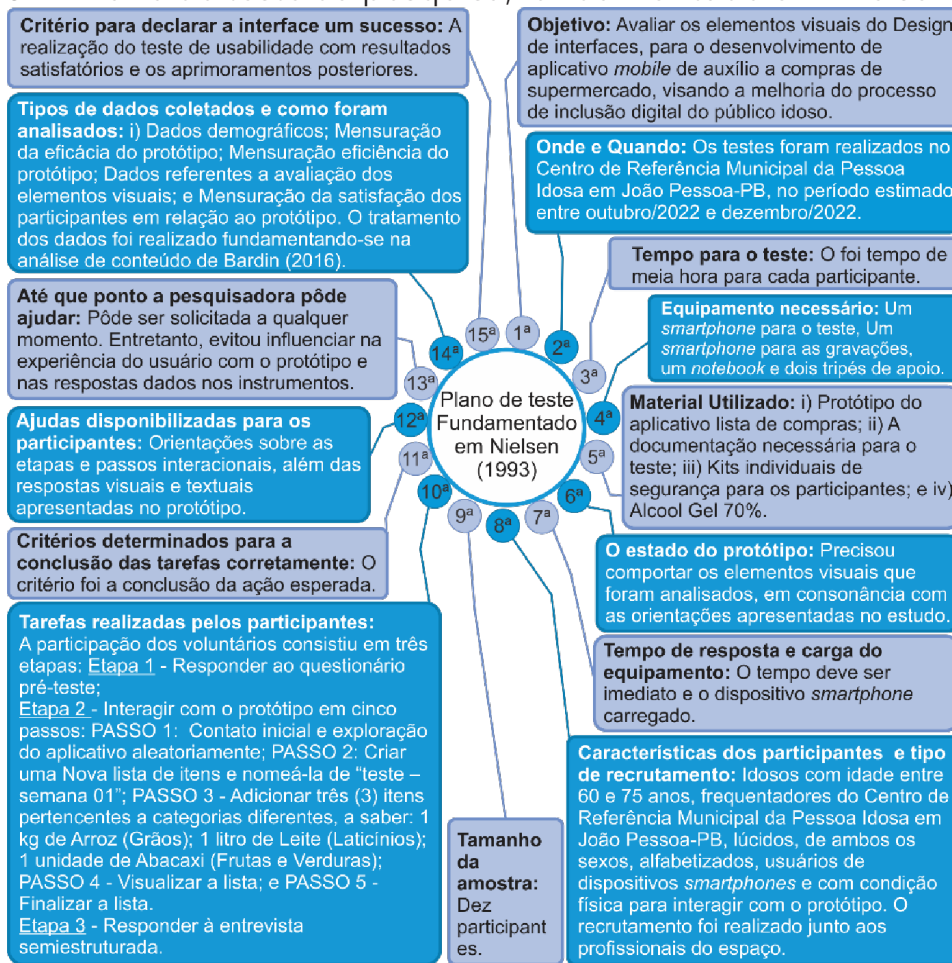 Critério para declarar a interface um sucesso: A
realização do teste de usabilidade com resultados
satisfatórios e os aprimoramentos posteriores.
Tipos de dados coletados e como foram
analisados: i) Dados demográficos; Mensuração
da eficácia do protótipo; Mensuração eficiência do
protótipo; Dados referentes a avaliação dos
elementos visuais; e Mensuração da satisfação dos
participantes em relação ao protótipo. O tratamento
dos dados foi realizado fundamentando-se na
análise de conteúdo de Bardin (2016).
Até que ponto a pesquisadora pôde
ajudar: Pôde ser solicitada a qualquer
momento. Entretanto, evitou influenciar na
experiência do usuário com o protótipo e
nas respostas dados nos instrumentos.
Ajudas disponibilizadas para os
participantes: Orientações sobre as
etapas e passos interacionais, além das
respostas visuais e textuais
apresentadas no protótipo.
Critérios determinados para a
conclusão das tarefas corretamente: O
critério foi a conclusão da ação esperada.
Tarefas realizadas pelos participantes:
A participação dos voluntários consistiu em três
etapas: Etapa 1 - Responder ao questionário
pré-teste;
Etapa 2 - Interagir com o protótipo em cinco
passos: PASSO 1: Contato inicial e exploração
do aplicativo aleatoriamente; PASSO 2: Criar
uma Nova lista de itens e nomeá-la de “teste –
semana 01”; PASSO 3 - Adicionar três (3) itens
pertencentes a categorias diferentes, a saber: 1
kg de Arroz (Grãos); 1 litro de Leite (Laticínios);
1 unidade de Abacaxi (Frutas e Verduras);
PASSO 4 - Visualizar a lista; e PASSO 5 -
Finalizar a lista.
Etapa 3 - Responder à entrevista
semiestruturada.
Plano de teste
Fundamentado
em Nielsen
(1993)
1ª
2ª
3ª
4ª
5ª
6ª
7ª
8ª
9ª
10ª
11ª
12ª
13ª
14ª
15ª
Objetivo: Avaliar os elementos visuais do Design
de interfaces, para o desenvolvimento de
aplicativo mobile de auxílio a compras de
supermercado, visando a melhoria do processo
de inclusão digital do público idoso.
Onde e Quando: Os testes foram realizados no
Centro de Referência Municipal da Pessoa
Idosa em João Pessoa-PB, no período estimado
entre outubro/2022 e dezembro/2022.
Tempo para o teste: O foi tempo de
meia hora para cada participante.
Equipamento necessário: Um
smartphone para o teste, Um
smartphone para as gravações,
um notebook e dois tripés de apoio.
Material Utilizado: i) Protótipo do
aplicativo lista de compras; ii) A
documentação necessária para o
teste; iii) Kits individuais de
segurança para os participantes; e iv)
Alcool Gel 70%.
O estado do protótipo: Precisou
comportar os elementos visuais que
foram analisados, em consonância com
as orientações apresentadas no estudo.
Tempo de resposta e carga do
equipamento: O tempo deve ser
imediato e o dispositivo smartphone
carregado.
Características dos participantes e tipo
de recrutamento: Idosos com idade entre
60 e 75 anos, frequentadores do Centro de
Referência Municipal da Pessoa Idosa em
João Pessoa-PB, lúcidos, de ambos os
sexos, alfabetizados, usuários de
dispositivos smartphones e com condição
física para interagir com o protótipo. O
recrutamento foi realizado junto aos
profissionais do espaço.
Tamanho
da
amostra:
Dez
participant
es.